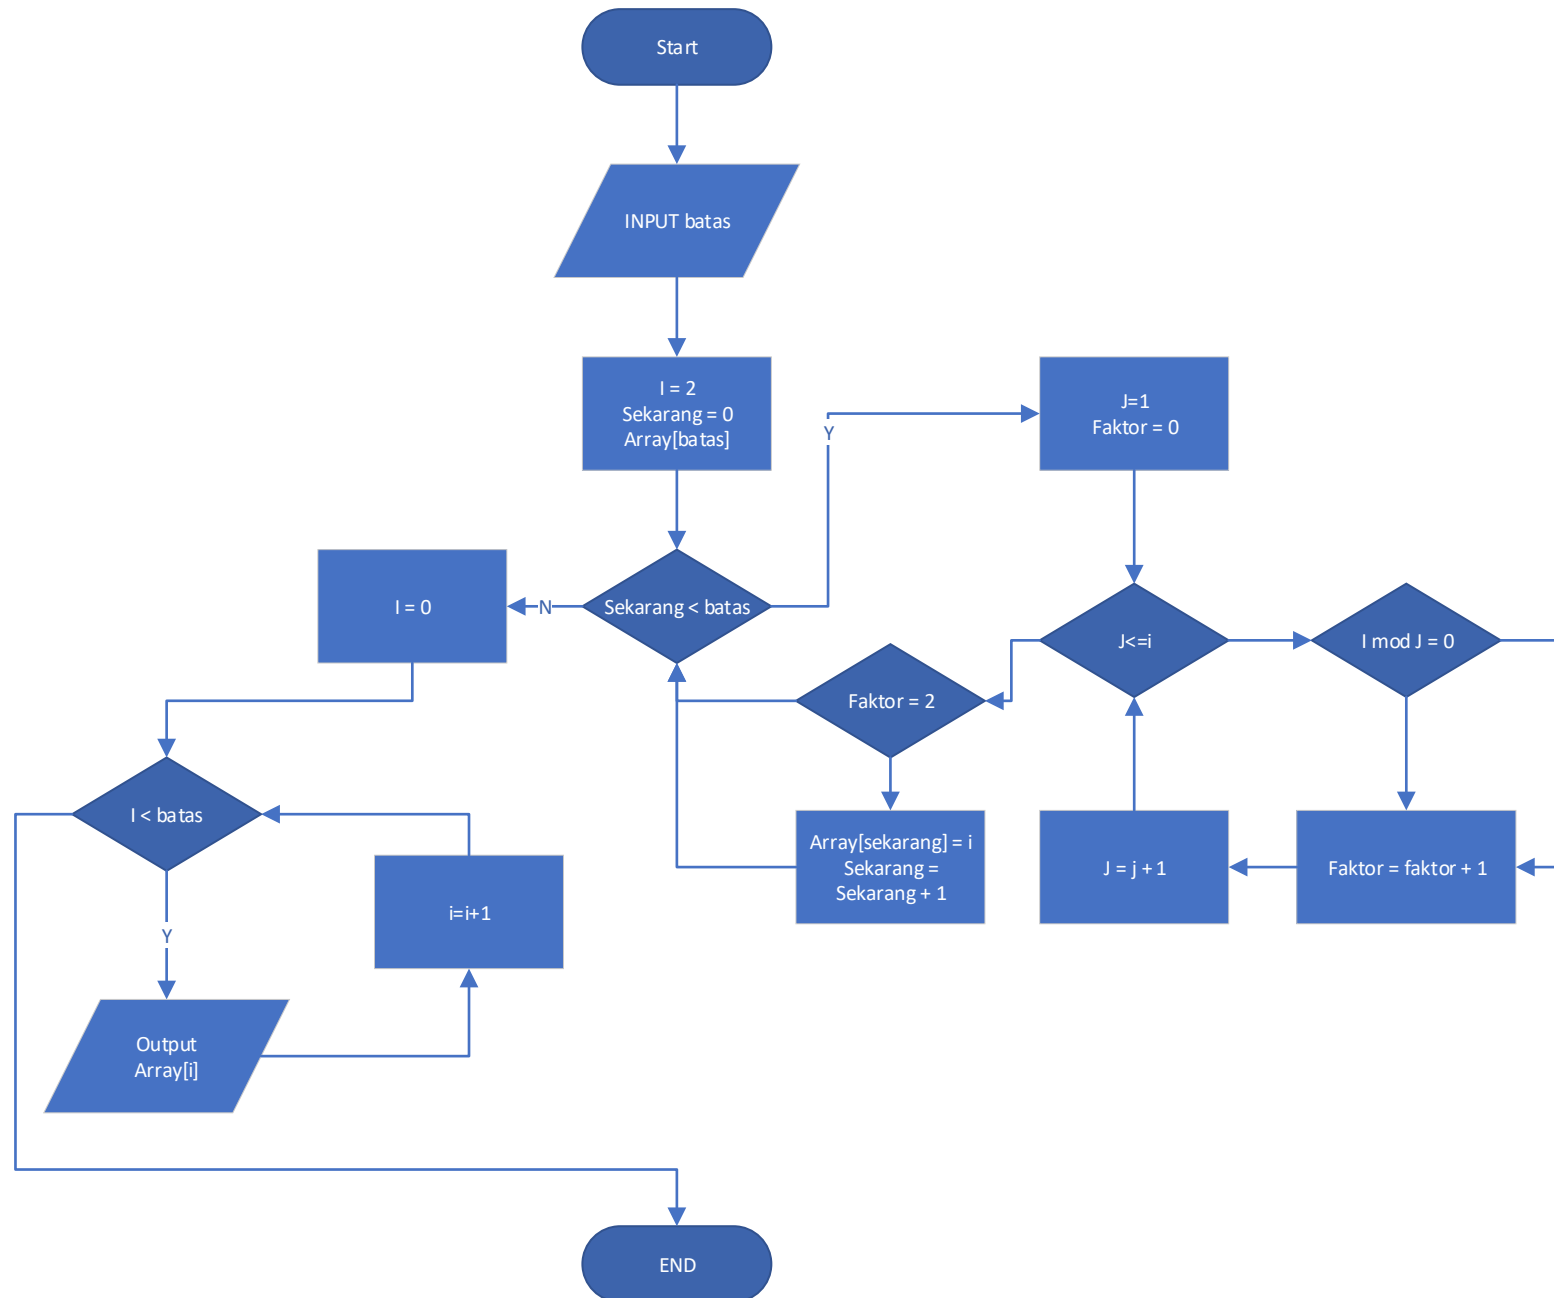 Start
INPUT batas
I = 2
Sekarang = 0
Array[batas]
Sekarang < batas
Y
J=1
Faktor = 0
J<=i
I mod J = 0
Faktor = faktor + 1
J = j + 1
Faktor = 2
Array[sekarang] = i
Sekarang =
Sekarang + 1
N
I = 0
I < batas
Y
Output
Array[i]
i=i+1
END